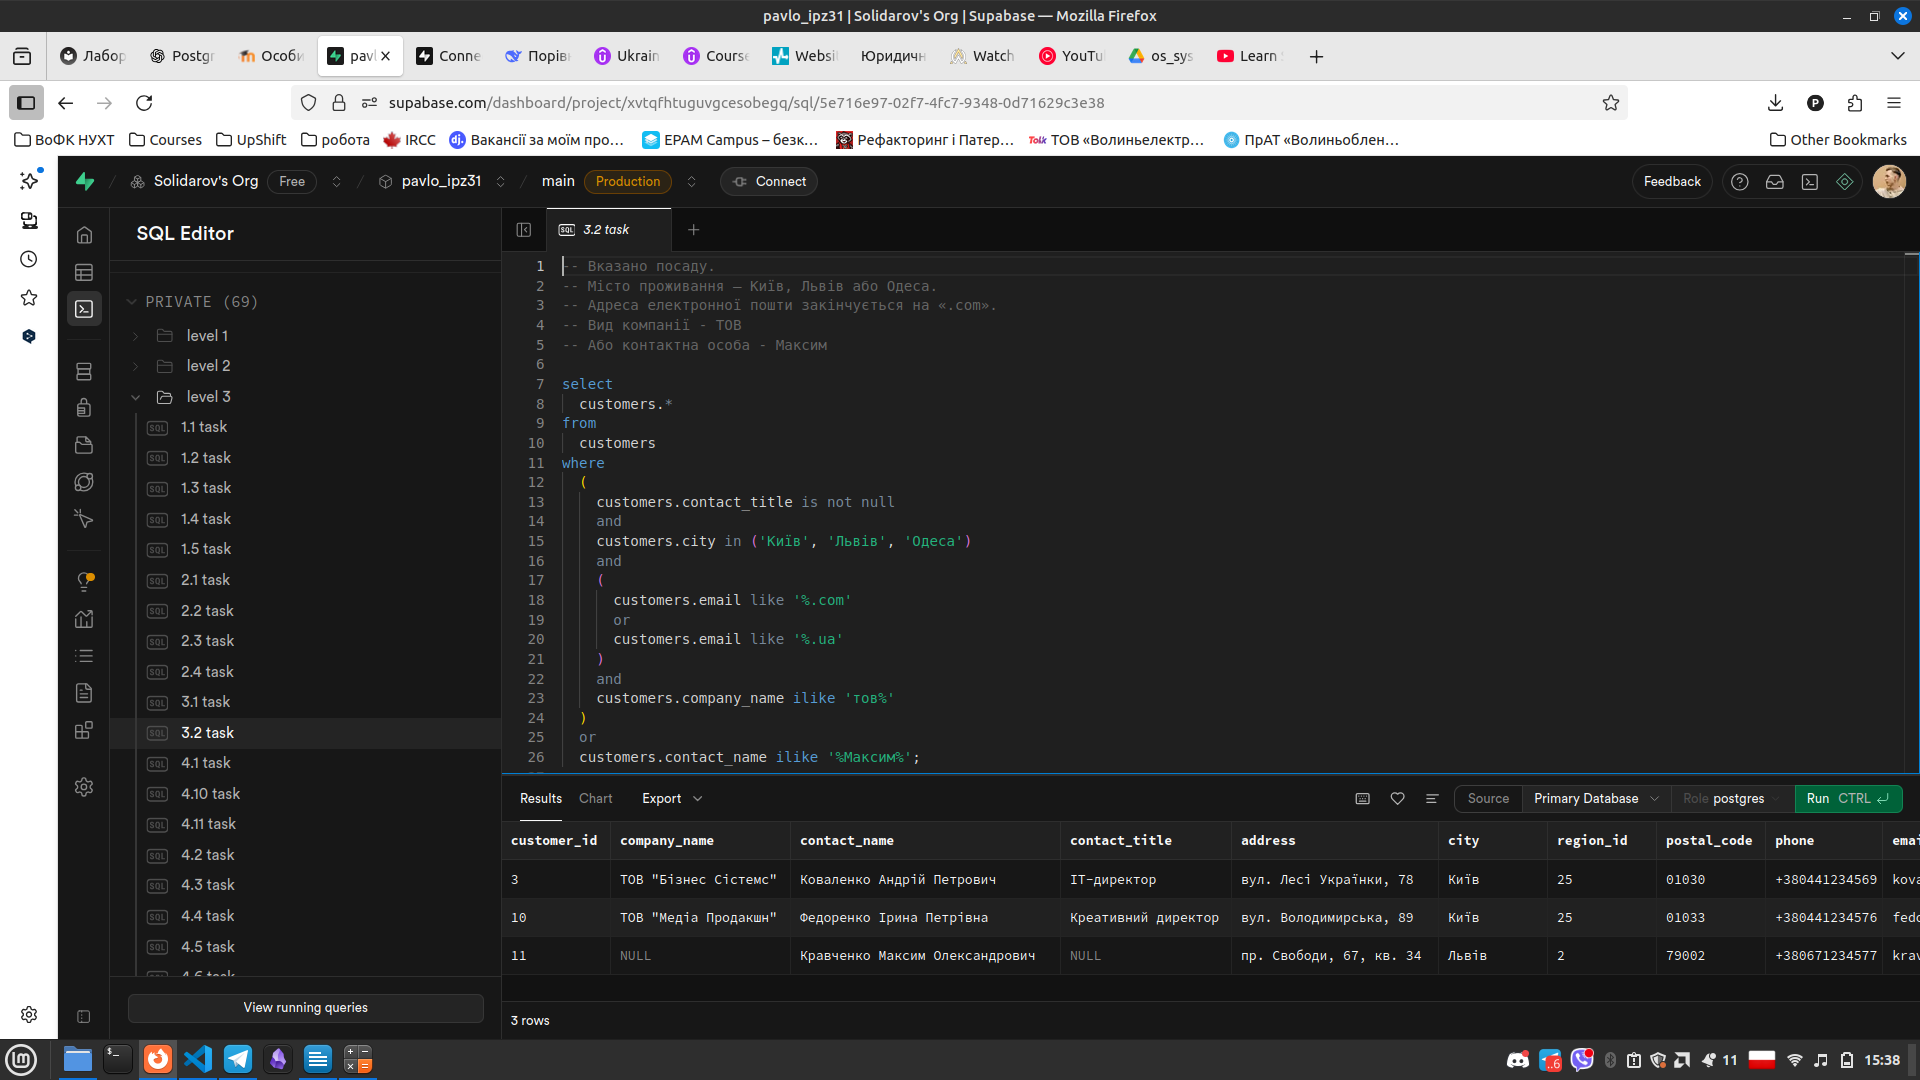 pavlo_ipz31 | Solidarov's Org | Supabase — Mozilla Firefox
Лабор
Postgr
Особи
pavl
Conne
Порів
Ukrain
Course
Websit
Юридичн
Watch
YouTu
os_sys
Learn
supabase.com/dashboard/project/xvtqfhtuguvgcesobegq/sql/5e716e97-02f7-4fc7-9348-0d71629c3e38
ВоФК НУХТ
Courses
UpShift
робота
IRCC
Вакансії за моїм про…
EPAM Campus – безк…
Рефакторинг і Патер…
ТОВ «Волиньелектр…
ПрАТ «Волиньоблен…
Other Bookmarks
Solidarov's Org Free
pavlo_ipz31
main Production
Connect
Feedback
SQL Editor
3.2 task
PRIVATE (69)
level 1
level 2
level 3
1.1 task
1.2 task
1.3 task
1.4 task
1.5 task
2.1 task
2.2 task
2.3 task
2.4 task
3.1 task
3.2 task
4.1 task
4.10 task
4.11 task
4.2 task
4.3 task
4.4 task
4.5 task
4.6 task
View running queries
1 -- Вказано посаду.
2 -- Місто проживання – Київ, Львів або Одеса.
3 -- Адреса електронної пошти закінчується на «.com».
4 -- Вид компанії - ТОВ
5 -- Або контактна особа - Максим
6
7 select
8 customers.*
9 from
10 customers
11 where
12 (
13 customers.contact_title is not null
14 and
15 customers.city in ('Київ', 'Львів', 'Одеса')
16 and
17 (
18 customers.email like '%.com'
19 or
20 customers.email like '%.ua'
21 )
22 and
23 customers.company_name ilike 'тов%'
24 )
25 or
26 customers.contact_name ilike '%Максим%';
Results Chart Export
Source Primary Database Role postgres Run CTRL
customer_id company_name contact_name contact_title address city region_id postal_code phone emai
3 ТОВ "Бізнес Сістемс" Коваленко Андрій Петрович ІТ-директор вул. Лесі Українки, 78 Київ 25 01030 +380441234569 kova
10 ТОВ "Медіа Продакшн" Федоренко Ірина Петрівна Креативний директор вул. Володимирська, 89 Київ 25 01033 +380441234576 fedo
11 NULL Кравченко Максим Олександрович NULL пр. Свободи, 67, кв. 34 Львів 2 79002 +380671234577 krav
3 rows
11
15:38